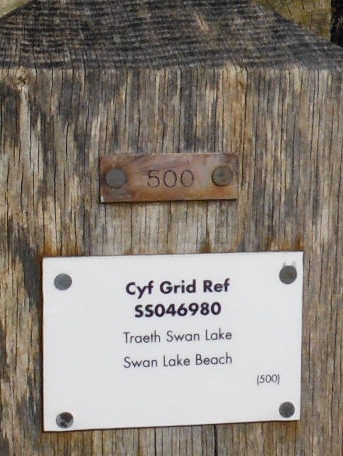 500
Cyf Grid Ref
SS046980
Traeth Swan Lake
Swan Lake Beach
(500)